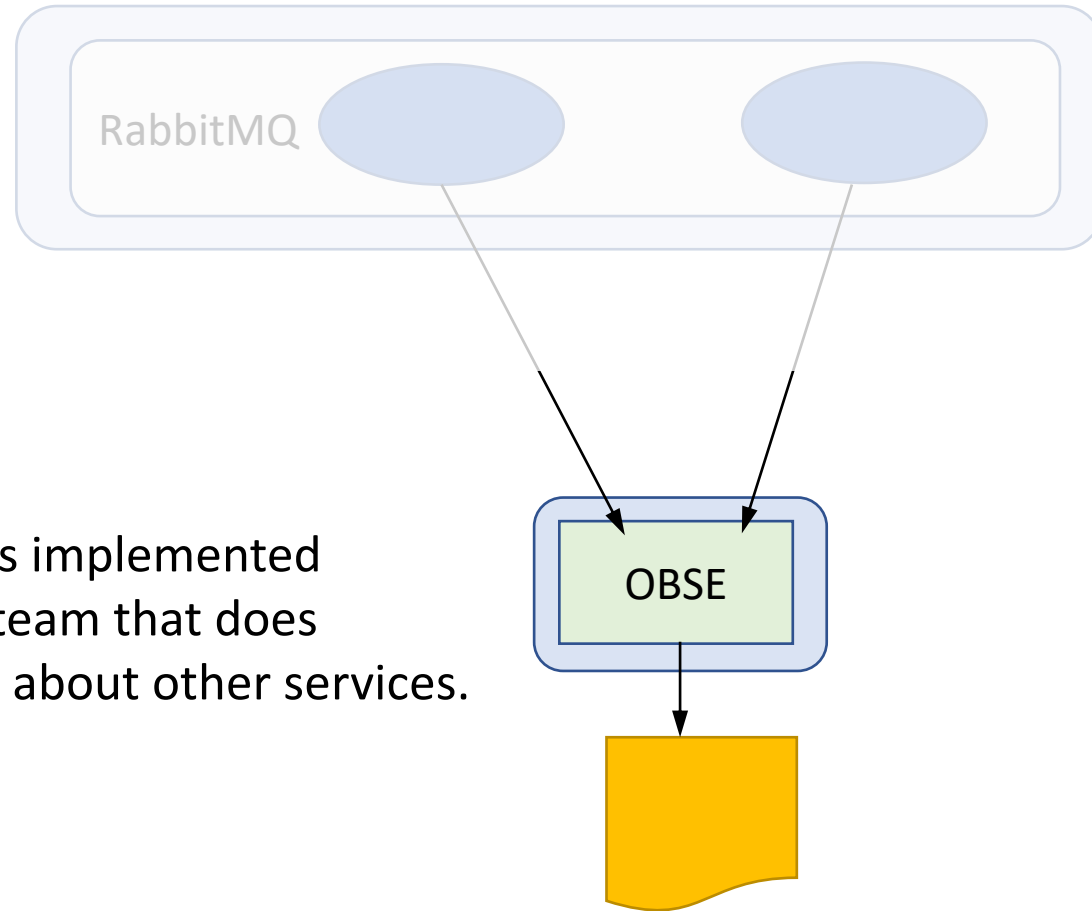 RabbitMQ
s implemented
team that does
about other services.
OBSE